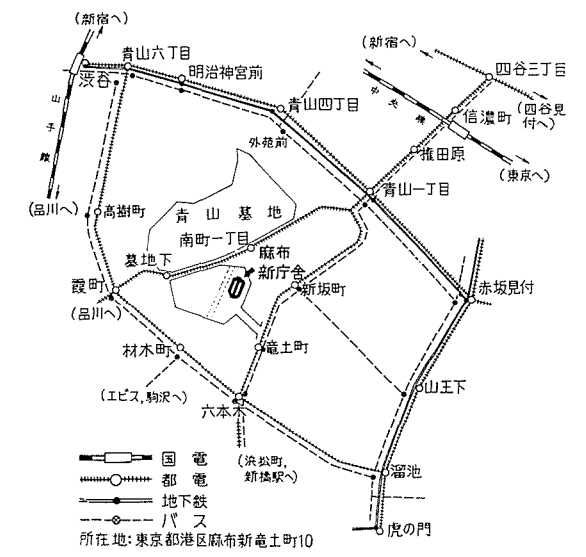 (新宿へ)
青山六丁目
明治神宮前
渋谷
山手線
(品川へ)
高樹町
青山四丁目
外苑前
(新宿へ)
四谷三丁目
(四谷見付へ)
中央線
信濃町
権田原
(東京へ)
青山一丁目
青山墓地
南町一丁目
麻布
新庁舎
墓地下
霞町
(品川へ)
新坂町
赤坂見付
材木町
竜土町
(エビス,駒沢へ)
六本木
山王下
(浜松町,
新橋駅へ)
溜池
虎の門
国電
都電
地下鉄
バス
所在地:東京都港区麻布新竜土町10